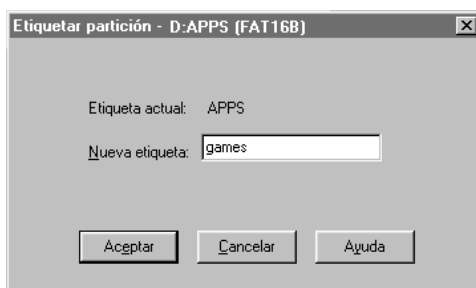 Etiquetar partición - D:APPS (FAT16B)
Etiqueta actual: APPS
Nueva etiqueta: games
Aceptar Cancelar Ayuda